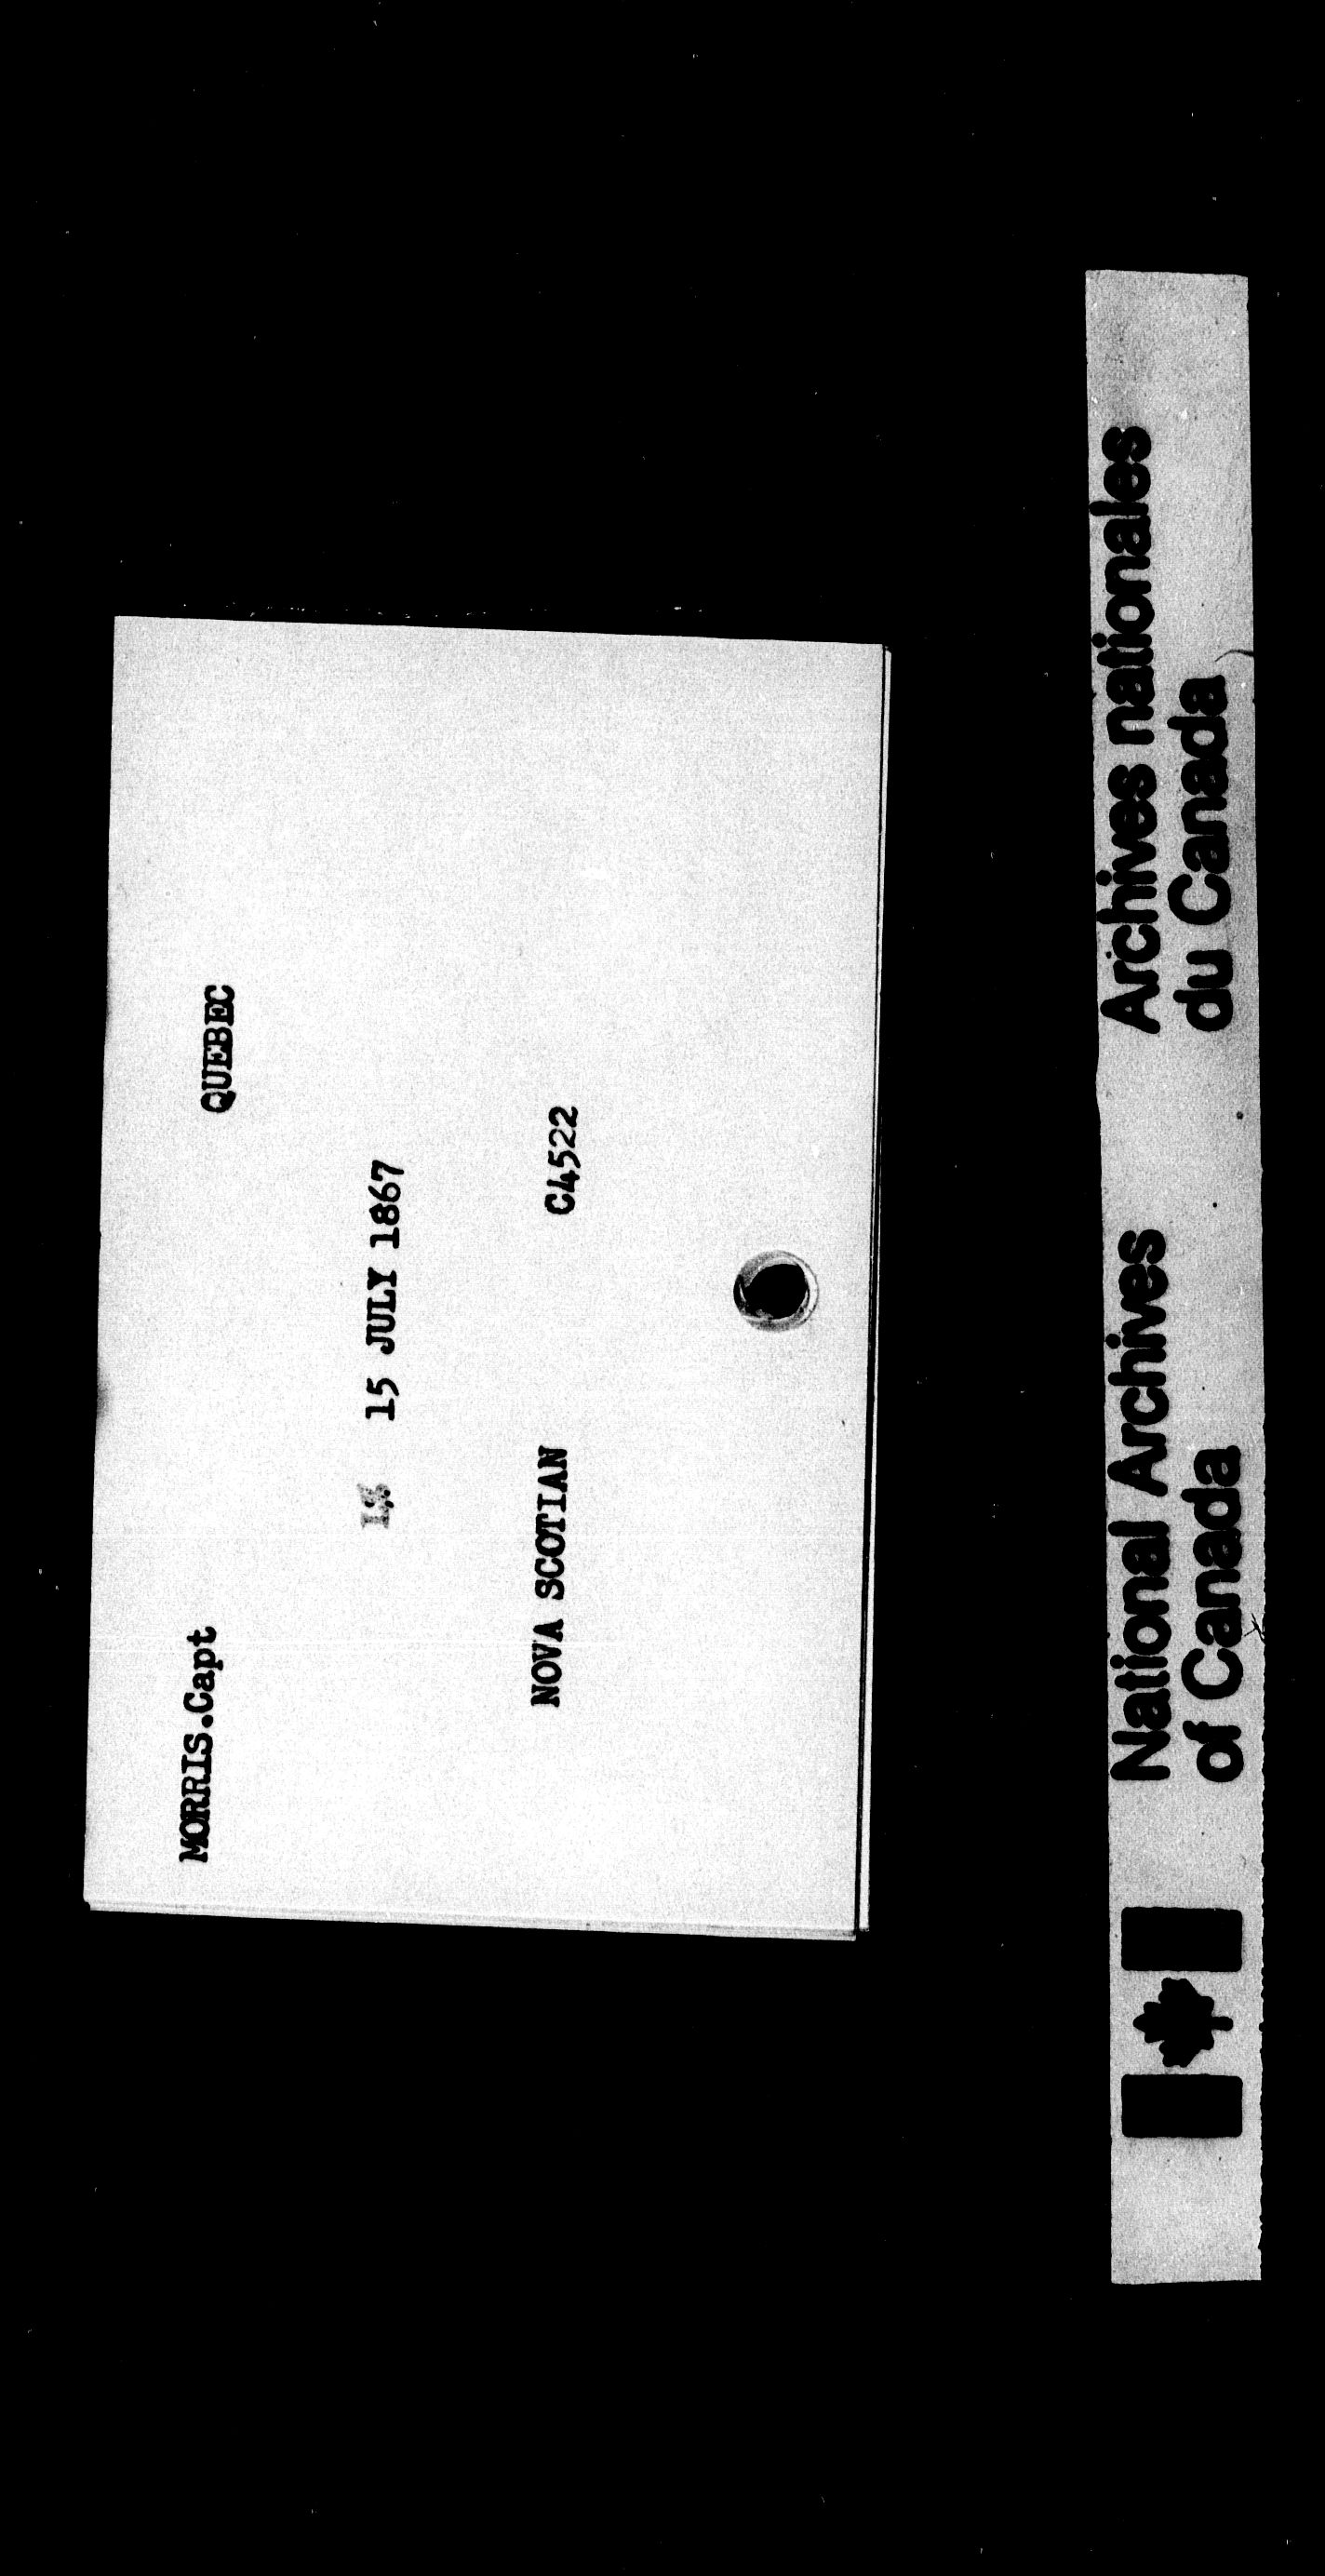 MORRIS.Capt QUEBEC
15 JULY 1867
NOVA SCOTIAN C4522
National Archives of Canada
Archives nationales du Canada